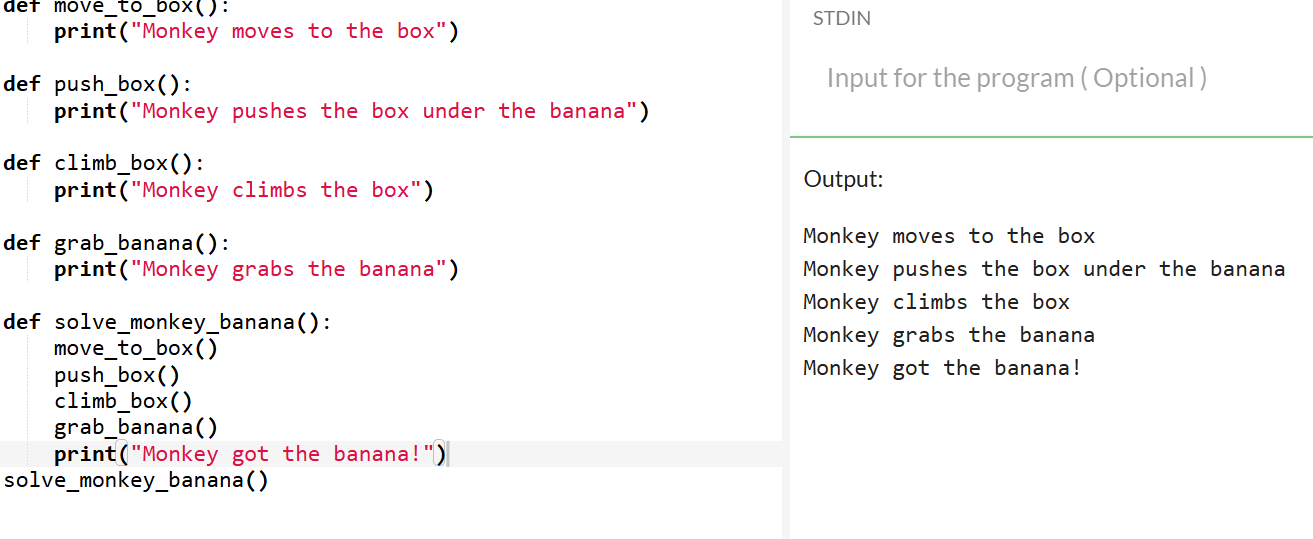 def move_to_box():
    print("Monkey moves to the box")

def push_box():
    print("Monkey pushes the box under the banana")

def climb_box():
    print("Monkey climbs the box")

def grab_banana():
    print("Monkey grabs the banana")

def solve_monkey_banana():
    move_to_box()
    push_box()
    climb_box()
    grab_banana()
    print("Monkey got the banana!")
solve_monkey_banana()
STDIN
Input for the program ( Optional )
Output:
Monkey moves to the box
Monkey pushes the box under the banana
Monkey climbs the box
Monkey grabs the banana
Monkey got the banana!